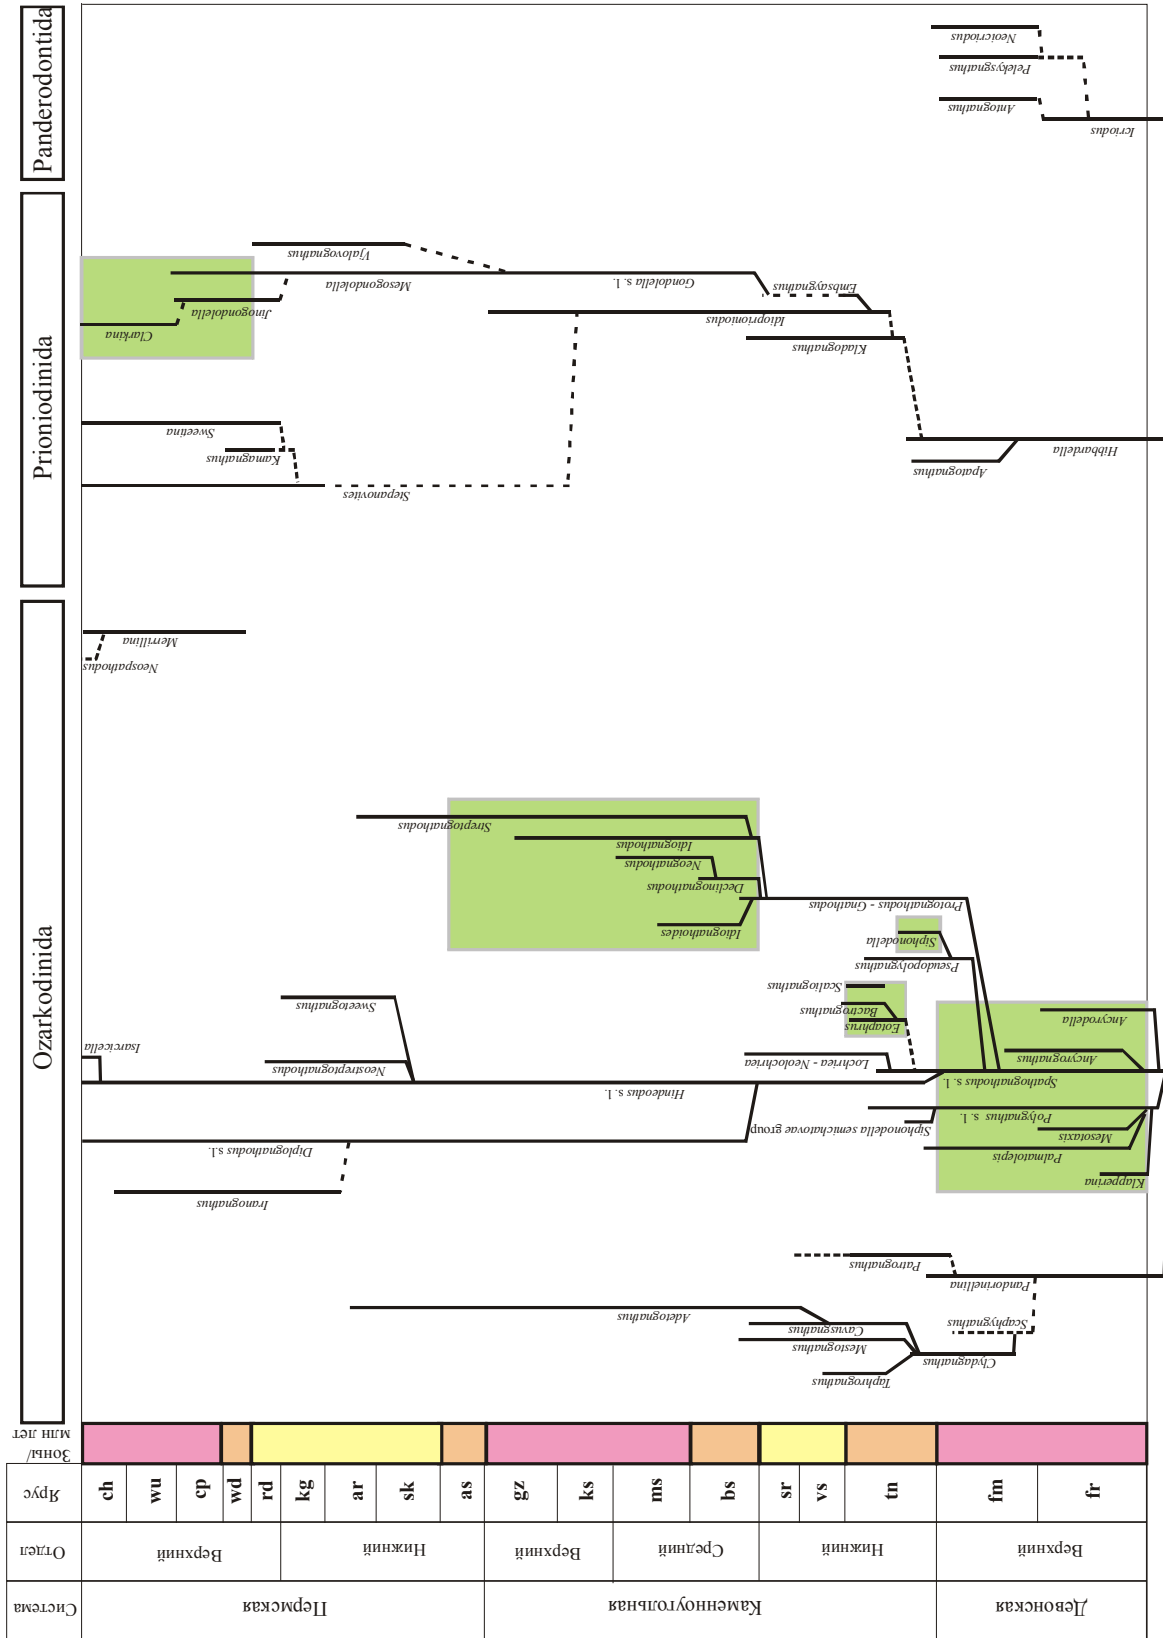 Ozarkodinida
Prioniodinida
Panderodontida
Система
Отдел
Ярус
Зоны/
млн лет
Пермская
Каменноугольная
Девонская
Верхний
Нижний
Верхний
Средний
Нижний
Верхний
ch
wu
cp
wd
rd
kg
ar
sk
as
gz
ks
ms
bs
sr
vs
tn
fm
fr
Neoicriodus
Pelekysgnathus
Antognathus
Icriodus
Vjalovognathus
Mesogondolella
Gondolella s. l.
Embsaygnathus
Jinogondolella
Clarkina
Idioprioniodus
Kladognathus
Sweetina
Kamagnathus
Stepanovites
Hibbardella
Apatognathus
Merrillina
Neospathodus
Streptognathodus
Idiognathodus
Neognathodus
Declinognathodus
Idiognathoides
Protognathodus - Gnathodus
Siphonodella
Pseudopolygnathus
Scaliognathus
Bactrognathus
Eotaphrus
Sweetognathus
Isarcicella
Neostreptognathodus
Lochriea - Neolochriea
Ancyrodella
Ancyrognathus
Hindeodus s. l.
Spathognathodus s. l.
Polygnathus s. l.
Siphonodella semichatovae group
Mesotaxis
Diplognathodus s.l.
Palmatolepis
Klapperina
Iranognathus
Patrognathus
Pandorinellina
Adetognathus
Cavusgnathus
Scaphygnathus
Mestognathus
Clydagnathus
Taphrognathus